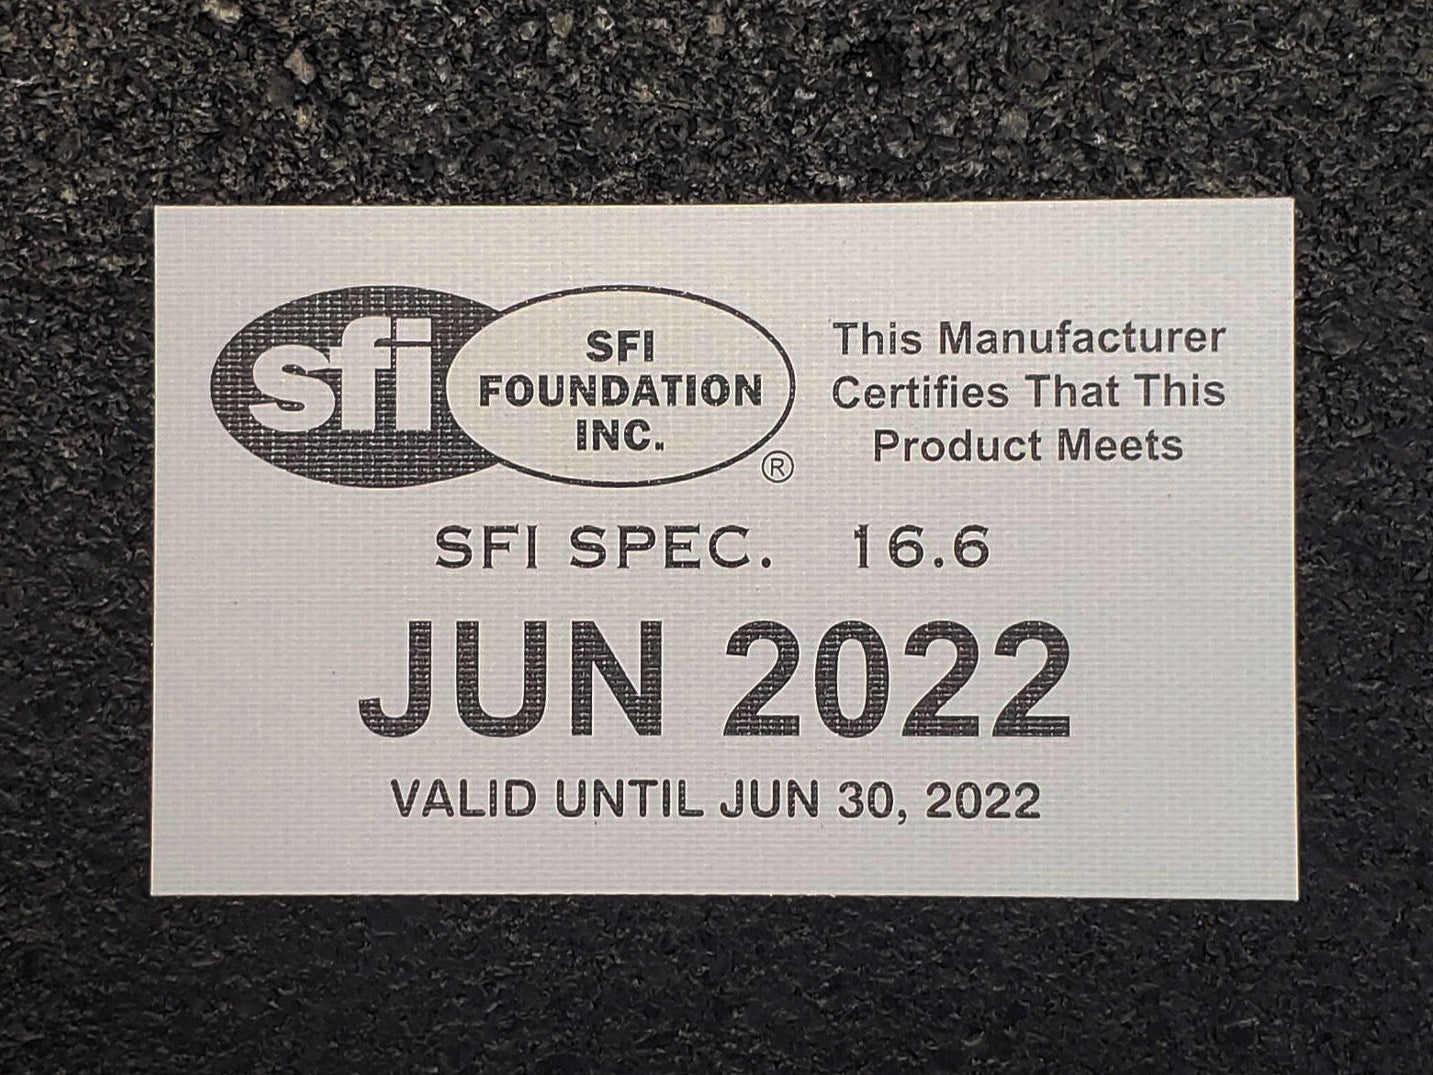 sfi
SFI
FOUNDATION
INC.
®
This Manufacturer
Certifies That This
Product Meets
SFI SPEC. 16.6
JUN 2022
VALID UNTIL JUN 30, 2022